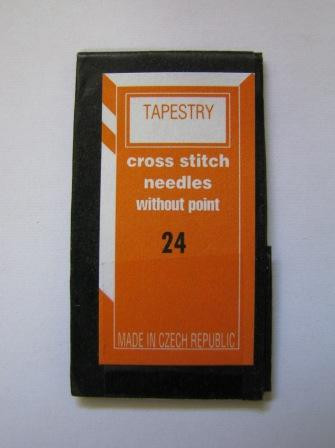 TAPESTRY
cross stitch
needles
without point
24
MADE IN CZECH REPUBLIC